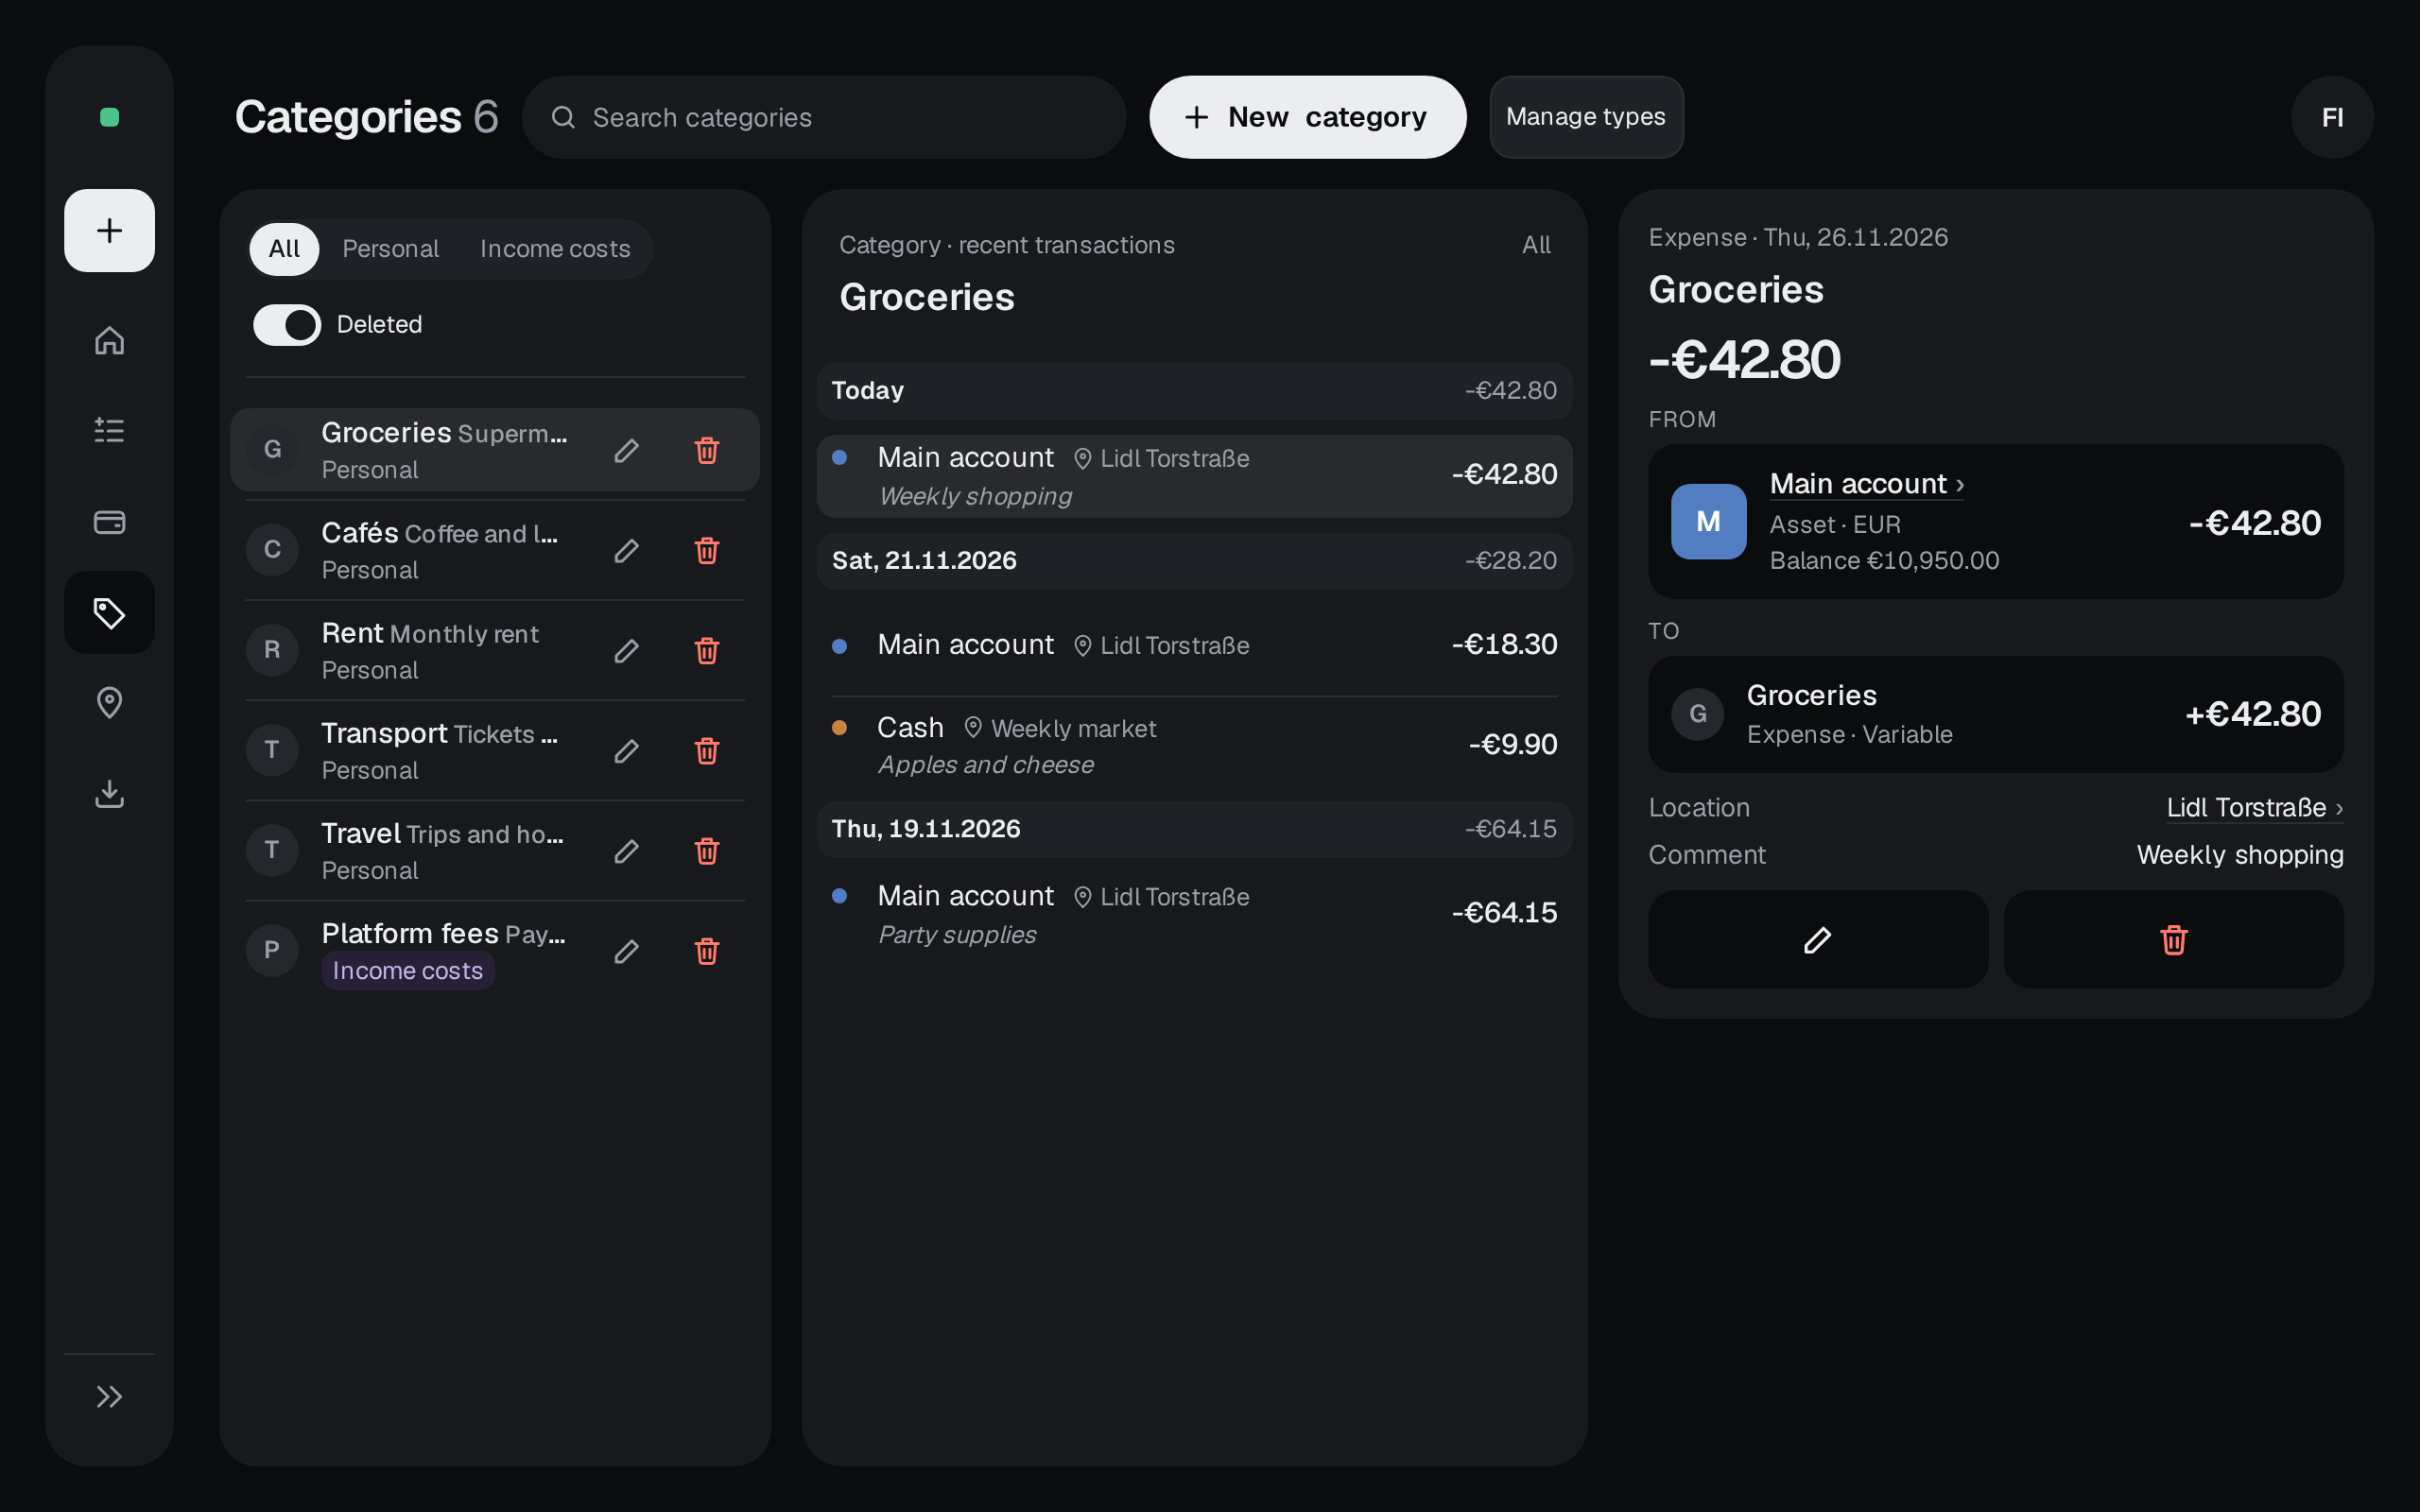 Categories 6
Search categories
New category
Manage types
FI
All Personal Income costs
Deleted
G Groceries Superm...
Personal
C Cafés Coffee and l...
Personal
R Rent Monthly rent
Personal
T Transport Tickets ...
Personal
T Travel Trips and ho...
Personal
P Platform fees Pay...
Income costs
Category · recent transactions All
Groceries
Today -€42.80
Main account Lidl Torstraße -€42.80
Weekly shopping
Sat, 21.11.2026 -€28.20
Main account Lidl Torstraße -€18.30
Cash Weekly market -€9.90
Apples and cheese
Thu, 19.11.2026 -€64.15
Main account Lidl Torstraße -€64.15
Party supplies
Expense · Thu, 26.11.2026
Groceries
-€42.80
FROM
M Main account ›
Asset · EUR -€42.80
Balance €10,950.00
TO
G Groceries +€42.80
Expense · Variable
Location Lidl Torstraße ›
Comment Weekly shopping